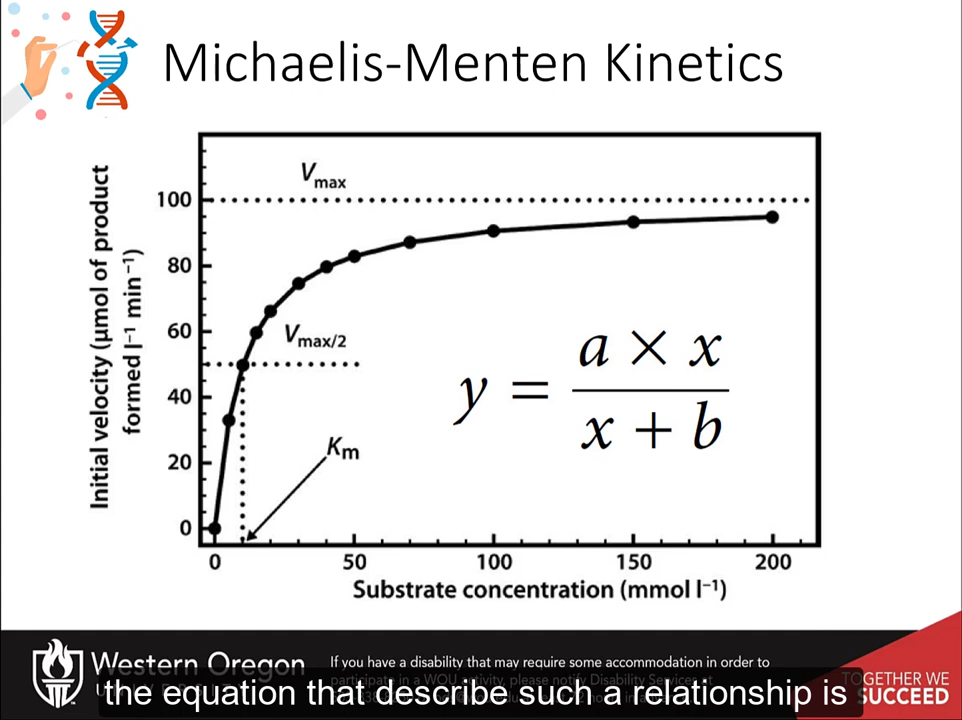 Michaelis-Menten Kinetics
Initial velocity (µmol of product
formed l⁻¹ min⁻¹)
100
80
60
40
20
0
V max
V max/2
K m
y = a × x / x + b
0 50 100 150 200
Substrate concentration (mmol l⁻¹)
Western Oregon
If you have a disability that may require some accommodation in order to
participate in a WOU activity, please notify Disability Services at
TOGETHER WE
SUCCEED
the equation that describe such a relationship is